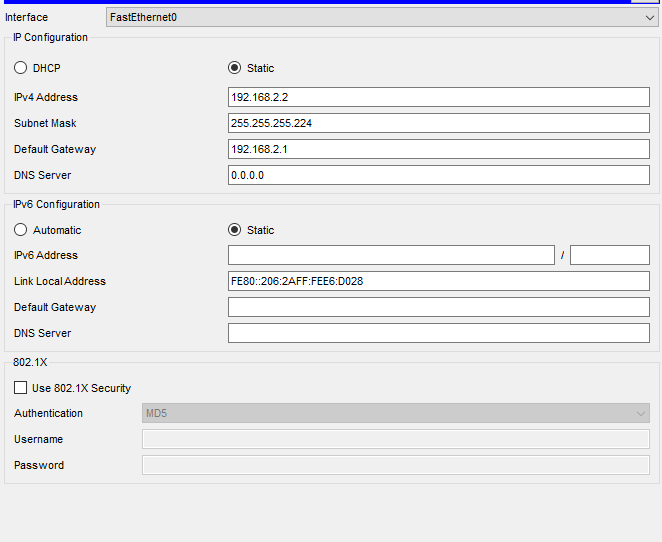 Interface FastEthernet0
IP Configuration
DHCP Static
IPv4 Address 192.168.2.2
Subnet Mask 255.255.255.224
Default Gateway 192.168.2.1
DNS Server 0.0.0.0
IPv6 Configuration
Automatic Static
IPv6 Address /
Link Local Address FE80::206:2AFF:FEE6:D028
Default Gateway
DNS Server
802.1X
Use 802.1X Security
Authentication MD5
Username
Password